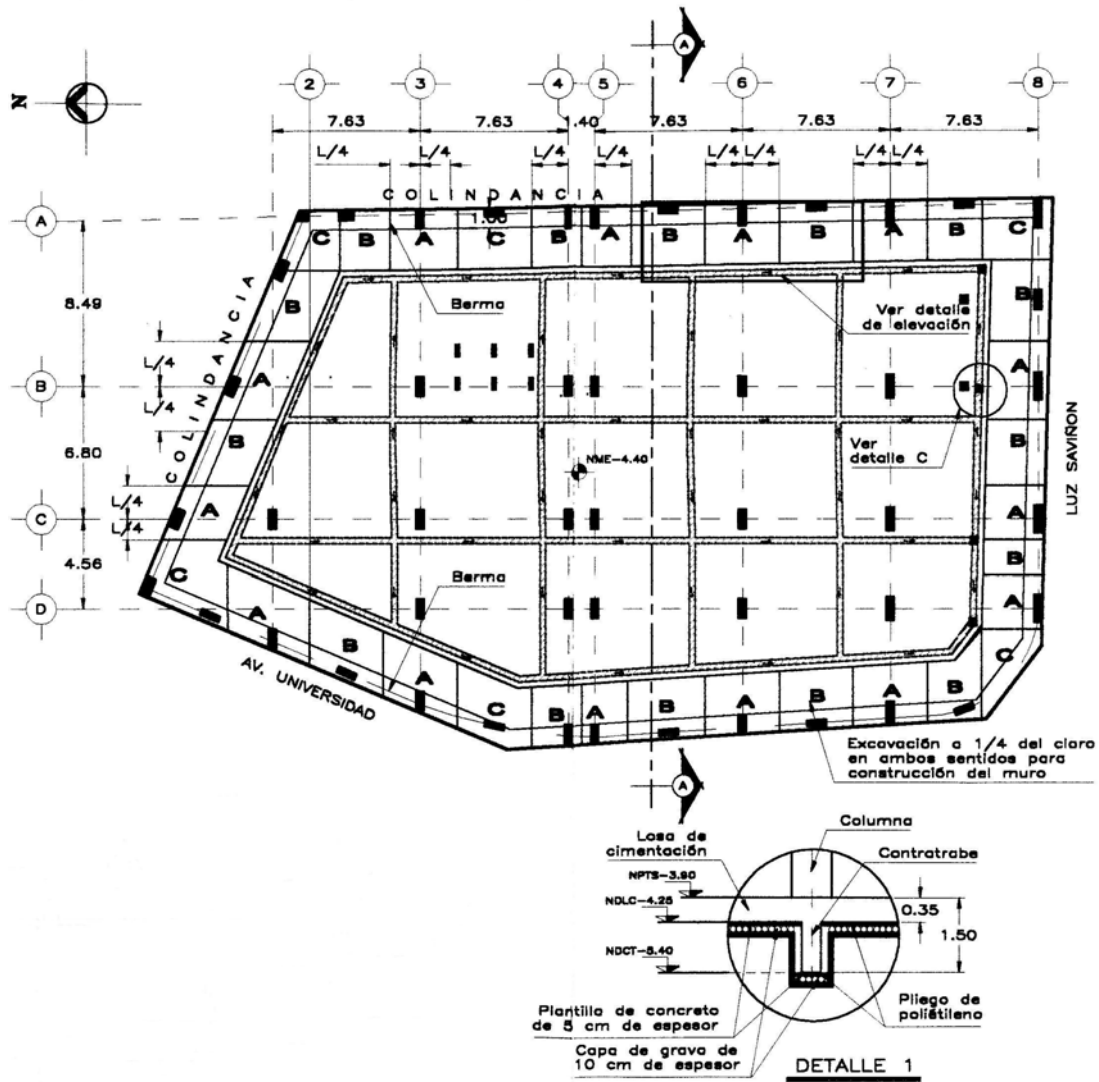 A
N
2
3
4
5
6
7
8
7.63
7.63
1.40
7.63
7.63
7.63
L/4
L/4
L/4
L/4
L/4
L/4
L/4
L/4
COLINDANCIA
1.00
A
C
B
A
C
B
A
B
A
B
A
B
C
8.49
COLINDANCIA
B
Berma
Ver detalle
de elevación
B
L/4
L/4
B
A
A
6.80
B
Ver
detalle C
B
LUZ SAVIÑON
NME-4.40
L/4
L/4
C
A
A
4.56
B
Berma
C
D
A
A
B
A
C
B
A
B
A
B
A
B
C
AV. UNIVERSIDAD
Excavación a 1/4 del claro
en ambos sentidos para
construcción del muro
A
Columna
Losa de
cimentación
Contratrabe
NPTS-3.90
NDLC-4.25
0.35
1.50
NDCT-5.40
Plantilla de concreto
de 5 cm de espesor
Pliego de
poliétileno
Capa de grava de
10 cm de espesor
DETALLE 1